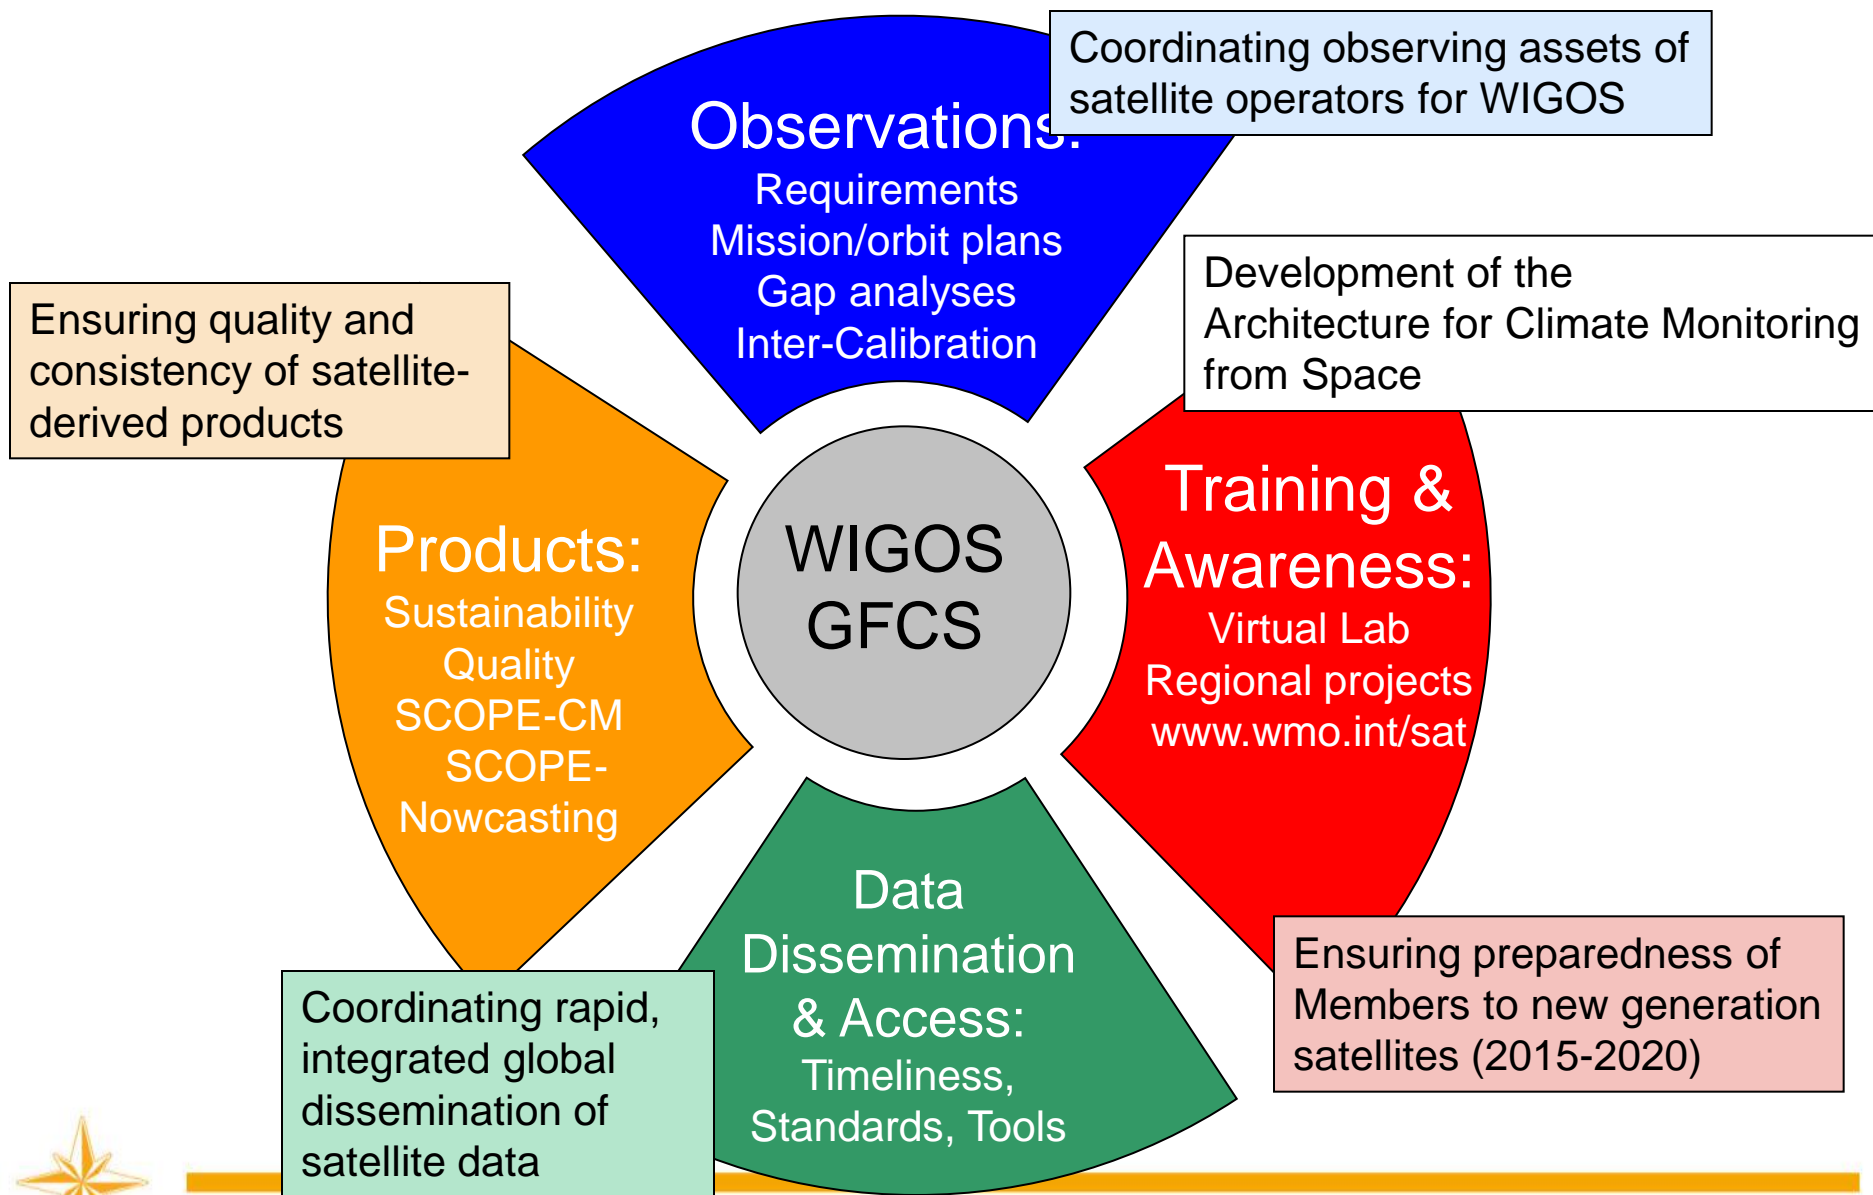 Coordinating observing assets of
satellite operators for WIGOS
Observations:
Requirements
Mission/orbit plans
Gap analyses
Inter-Calibration
Development of the
Architecture for Climate Monitoring
from Space
Ensuring quality and
consistency of satellite-
derived products
Products:
Sustainability
Quality
SCOPE-CM
SCOPE-
Nowcasting
WIGOS
GFCS
Training &
Awareness:
Virtual Lab
Regional projects
www.wmo.int/sat
Data
Dissemination
& Access:
Timeliness,
Standards, Tools
Coordinating rapid,
integrated global
dissemination of
satellite data
Ensuring preparedness of
Members to new generation
satellites (2015-2020)